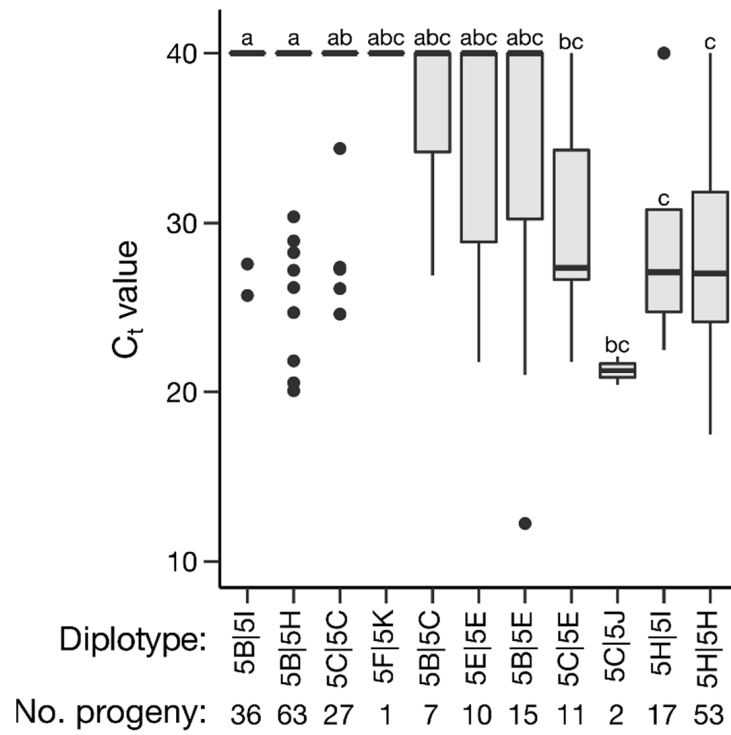 a a ab abc abc abc abc bc
c
40
c
30
bc
20
10
Ct value
Diplotype: 5B|5I 5B|5H 5C|5C 5F|5K 5B|5C 5E|5E 5B|5E 5C|5E 5C|5J 5H|5I 5H|5H
No. progeny: 36 63 27 1 7 10 15 11 2 17 53